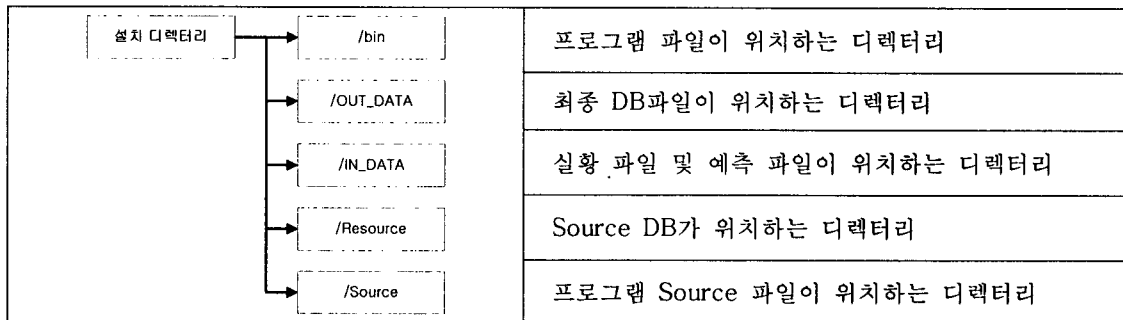 설치 디렉터리
/bin
프로그램 파일이 위치하는 디렉터리
/OUT_DATA
최종 DB파일이 위치하는 디렉터리
/IN_DATA
실황 파일 및 예측 파일이 위치하는 디렉터리
/Resource
Source DB가 위치하는 디렉터리
/Source
프로그램 Source 파일이 위치하는 디렉터리